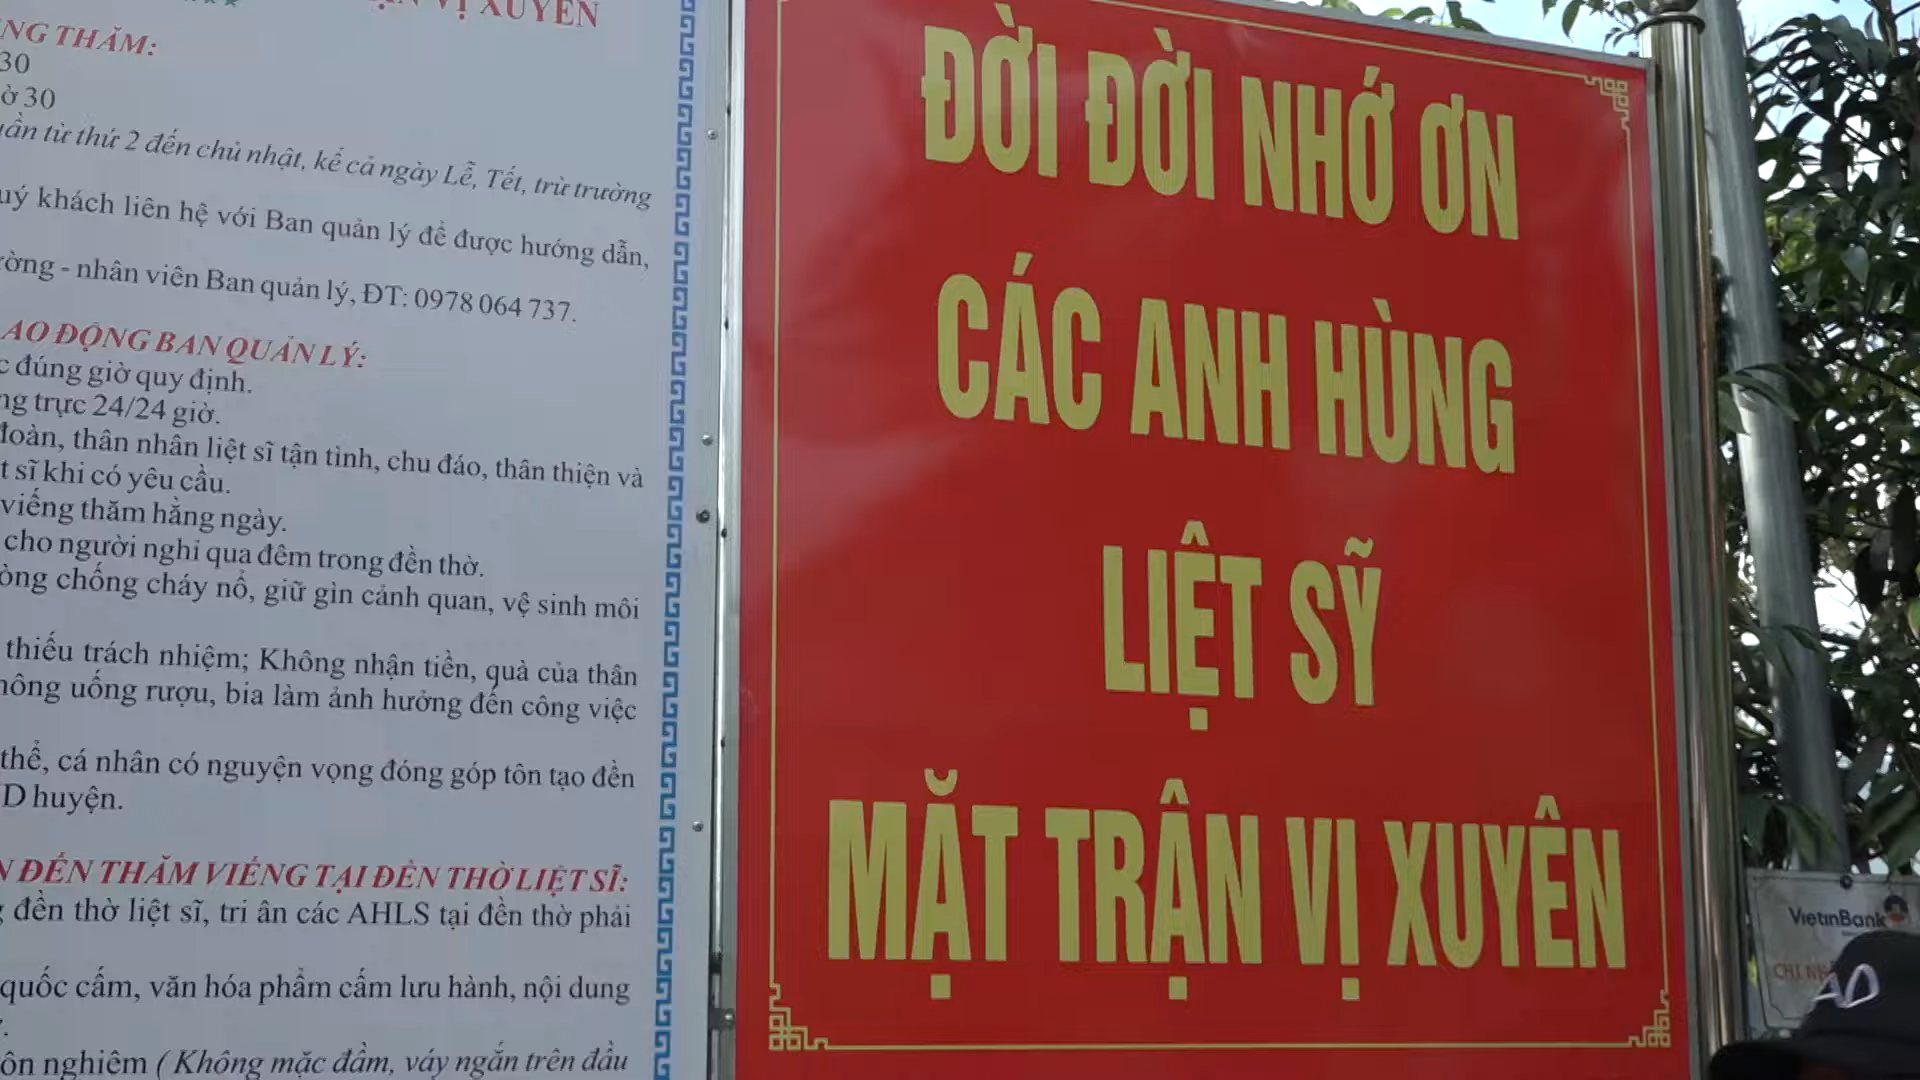 VỊ XUYÊN
NG THĂM:
30
ờ 30
uần từ thứ 2 đến chủ nhật, kể cả ngày Lễ, Tết, trừ trường
uý khách liên hệ với Ban quản lý để được hướng dẫn,
ường - nhân viên Ban quản lý, ĐT: 0978 064 737.
AO ĐỘNG BAN QUẢN LÝ:
c đúng giờ quy định.
ng trực 24/24 giờ.
đoàn, thân nhân liệt sĩ tận tình, chu đáo, thân thiện và
t sĩ khi có yêu cầu.
viếng thăm hằng ngày.
cho người nghỉ qua đêm trong đền thờ.
òng chống cháy nổ, giữ gìn cảnh quan, vệ sinh môi
thiếu trách nhiệm; Không nhận tiền, quà của thân
hông uống rượu, bia làm ảnh hưởng đến công việc
thể, cá nhân có nguyện vọng đóng góp tôn tạo đền
D huyện.
N ĐẾN THĂM VIẾNG TẠI ĐỀN THỜ LIỆT SĨ:
g đền thờ liệt sĩ, tri ân các AHLS tại đền thờ phải
quốc cấm, văn hóa phẩm cấm lưu hành, nội dung
ôn nghiêm (Không mặc đầm, váy ngắn trên đầu
ĐỜI ĐỜI NHỚ ƠN
CÁC ANH HÙNG
LIỆT SỸ
MẶT TRẬN VỊ XUYÊN
VietinBank
CHI NH
AD